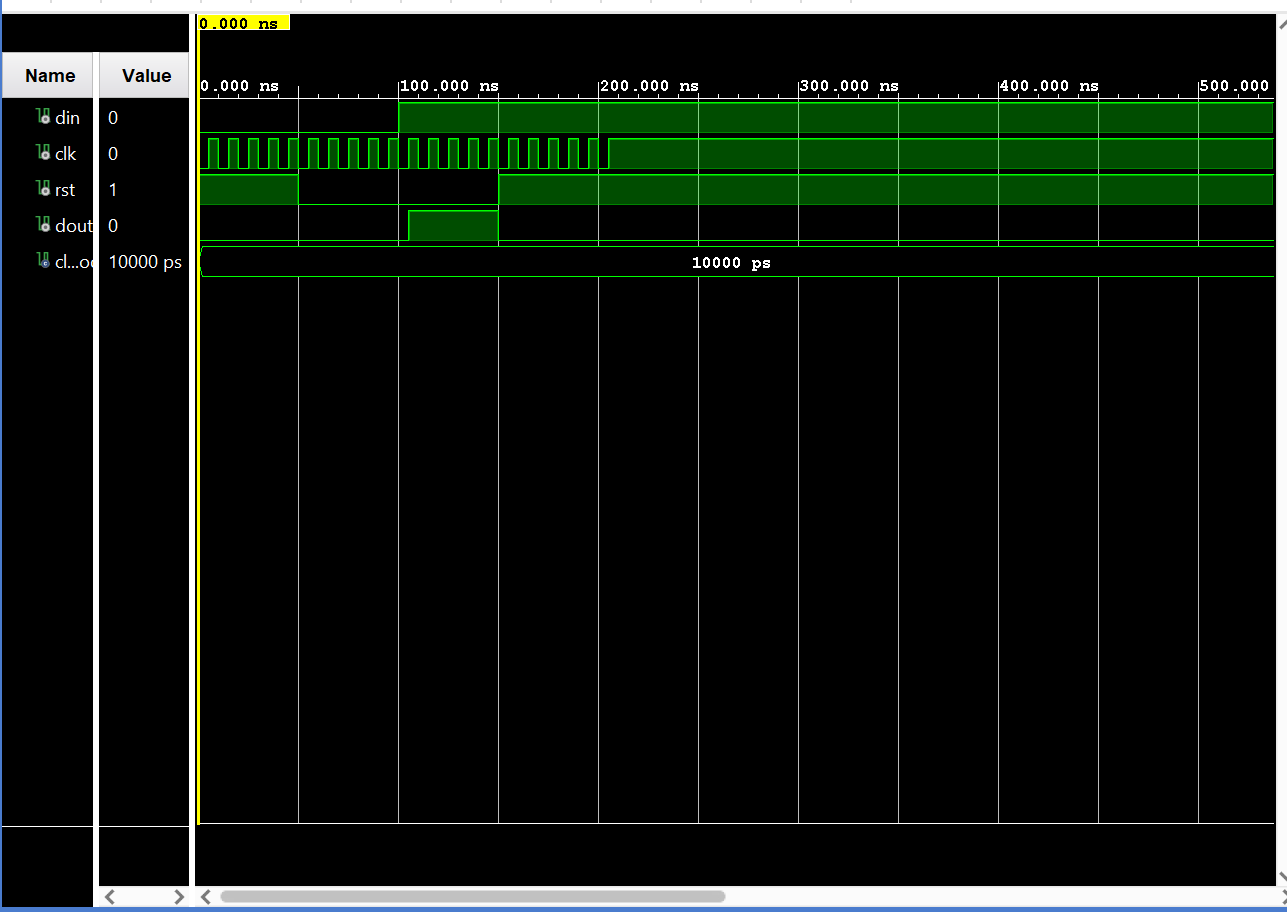 0.000 ns
Name Value
0.000 ns 100.000 ns 200.000 ns 300.000 ns 400.000 ns 500.000
din 0
clk 0
rst 1
dout 0
cl...oc 10000 ps 10000 ps